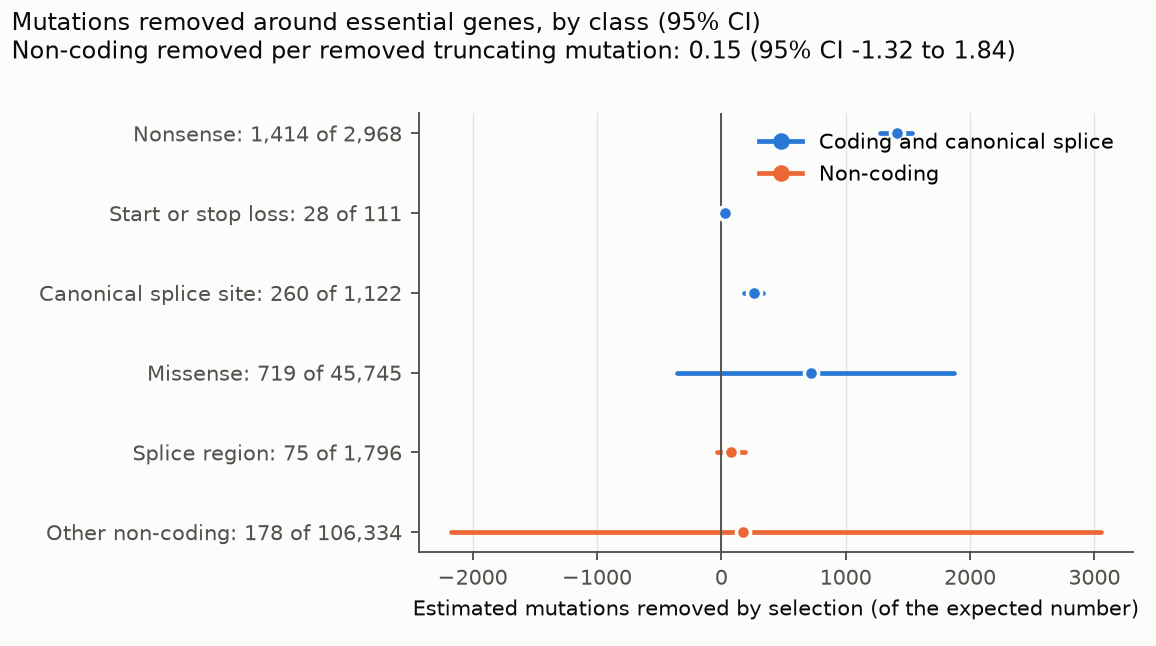 Mutations removed around essential genes, by class (95% CI)
Non-coding removed per removed truncating mutation: 0.15 (95% CI -1.32 to 1.84)
Nonsense: 1,414 of 2,968
Coding and canonical splice
Non-coding
Start or stop loss: 28 of 111
Canonical splice site: 260 of 1,122
Missense: 719 of 45,745
Splice region: 75 of 1,796
Other non-coding: 178 of 106,334
−2000 −1000 0 1000 2000 3000
Estimated mutations removed by selection (of the expected number)